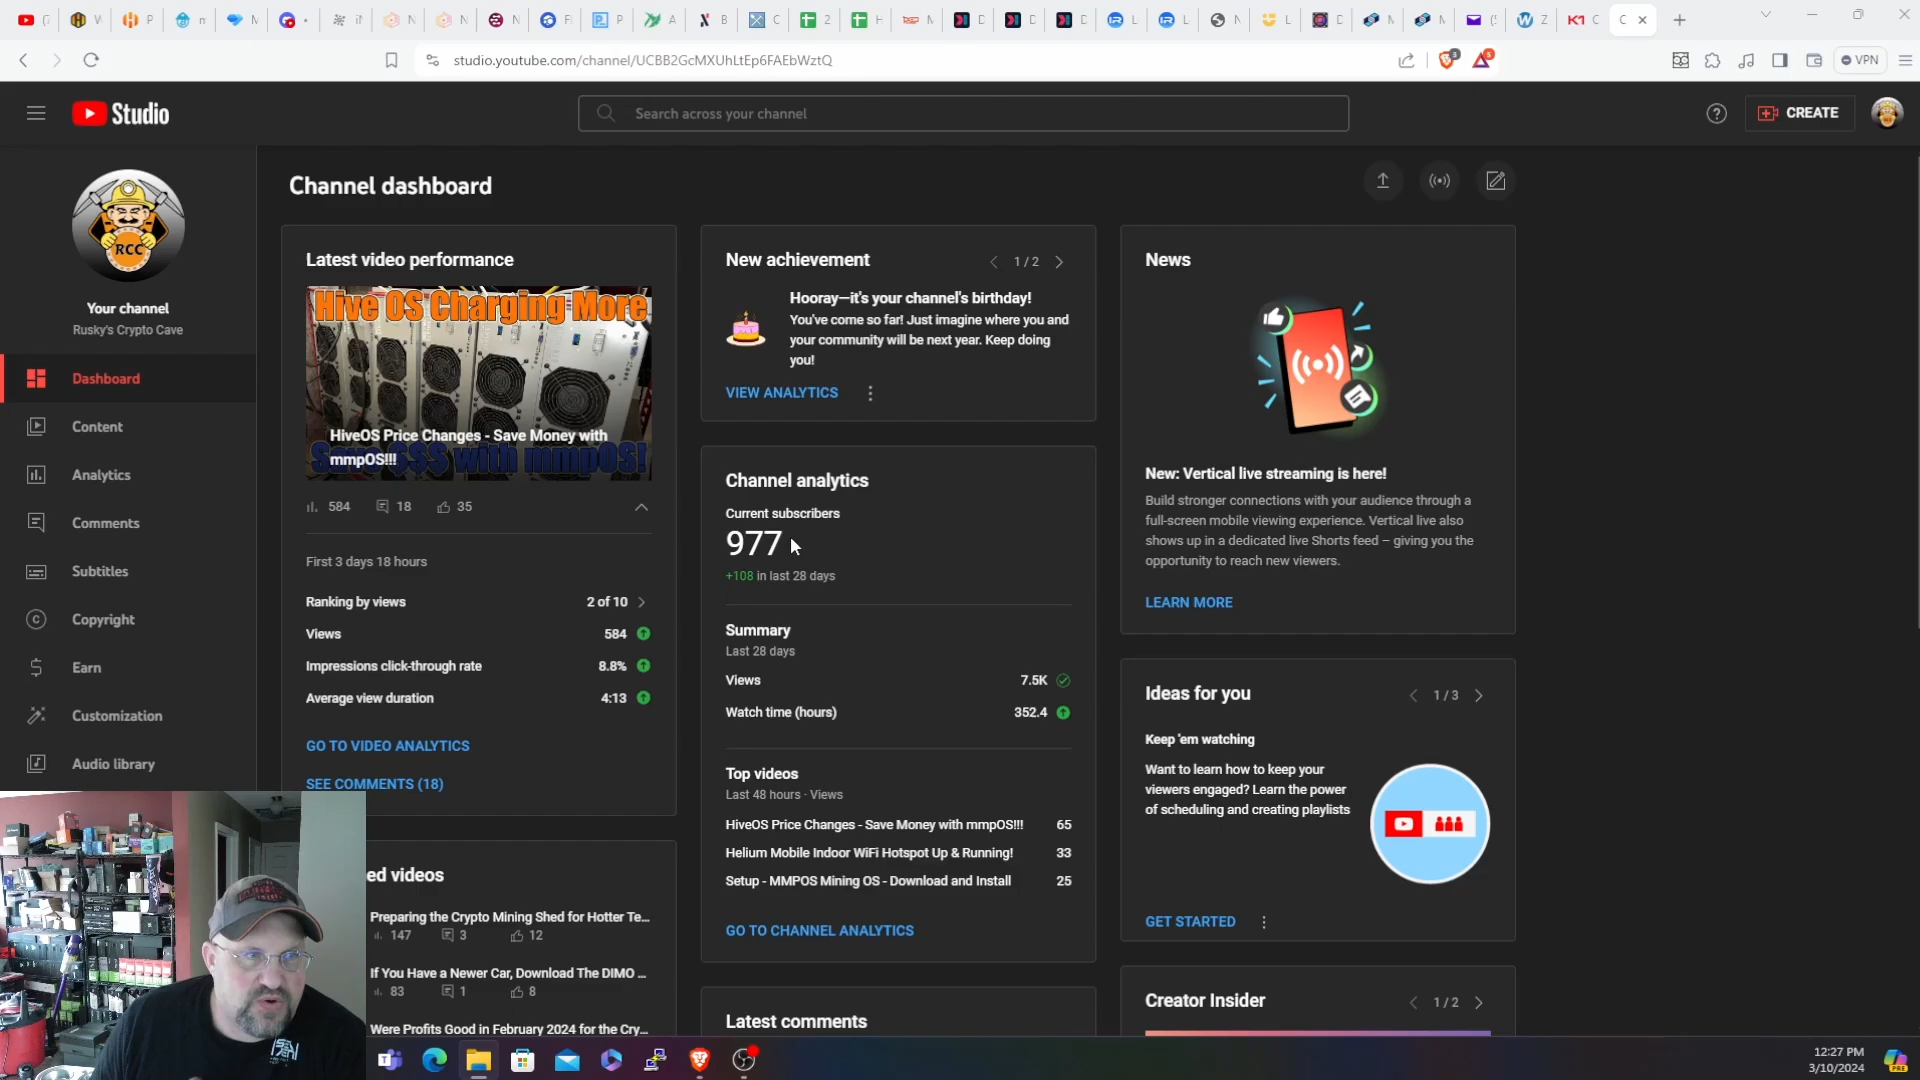 studio.youtube.com/channel/UCBB2GcMXUhLtEp6FAEbWztQ
VPN
Studio
Search across your channel
CREATE
RCC
Your channel
Rusky's Crypto Cave
Dashboard
Content
Analytics
Comments
Subtitles
Copyright
Earn
Customization
Audio library
Channel dashboard
Latest video performance
Hive OS Charging More
HiveOS Price Changes - Save Money with
mmpOS!!!
Save $$$ with mmpOS!
584 18 35
First 3 days 18 hours
Ranking by views 2 of 10
Views 584
Impressions click-through rate 8.8%
Average view duration 4:13
GO TO VIDEO ANALYTICS
SEE COMMENTS (18)
ed videos
Preparing the Crypto Mining Shed for Hotter Te...
147 3 12
If You Have a Newer Car, Download The DIMO ...
83 1 8
Were Profits Good in February 2024 for the Cry...
New achievement 1 / 2
Hooray—it's your channel's birthday!
You've come so far! Just imagine where you and
your community will be next year. Keep doing
you!
VIEW ANALYTICS
Channel analytics
Current subscribers
977
+108 in last 28 days
Summary
Last 28 days
Views 7.5K
Watch time (hours) 352.4
Top videos
Last 48 hours · Views
HiveOS Price Changes - Save Money with mmpOS!!! 65
Helium Mobile Indoor WiFi Hotspot Up & Running! 33
Setup - MMPOS Mining OS - Download and Install 25
GO TO CHANNEL ANALYTICS
Latest comments
News
New: Vertical live streaming is here!
Build stronger connections with your audience through a
full-screen mobile viewing experience. Vertical live also
shows up in a dedicated live Shorts feed – giving you the
opportunity to reach new viewers.
LEARN MORE
Ideas for you 1 / 3
Keep 'em watching
Want to learn how to keep your
viewers engaged? Learn the power
of scheduling and creating playlists
GET STARTED
Creator Insider 1 / 2
12:27 PM
3/10/2024